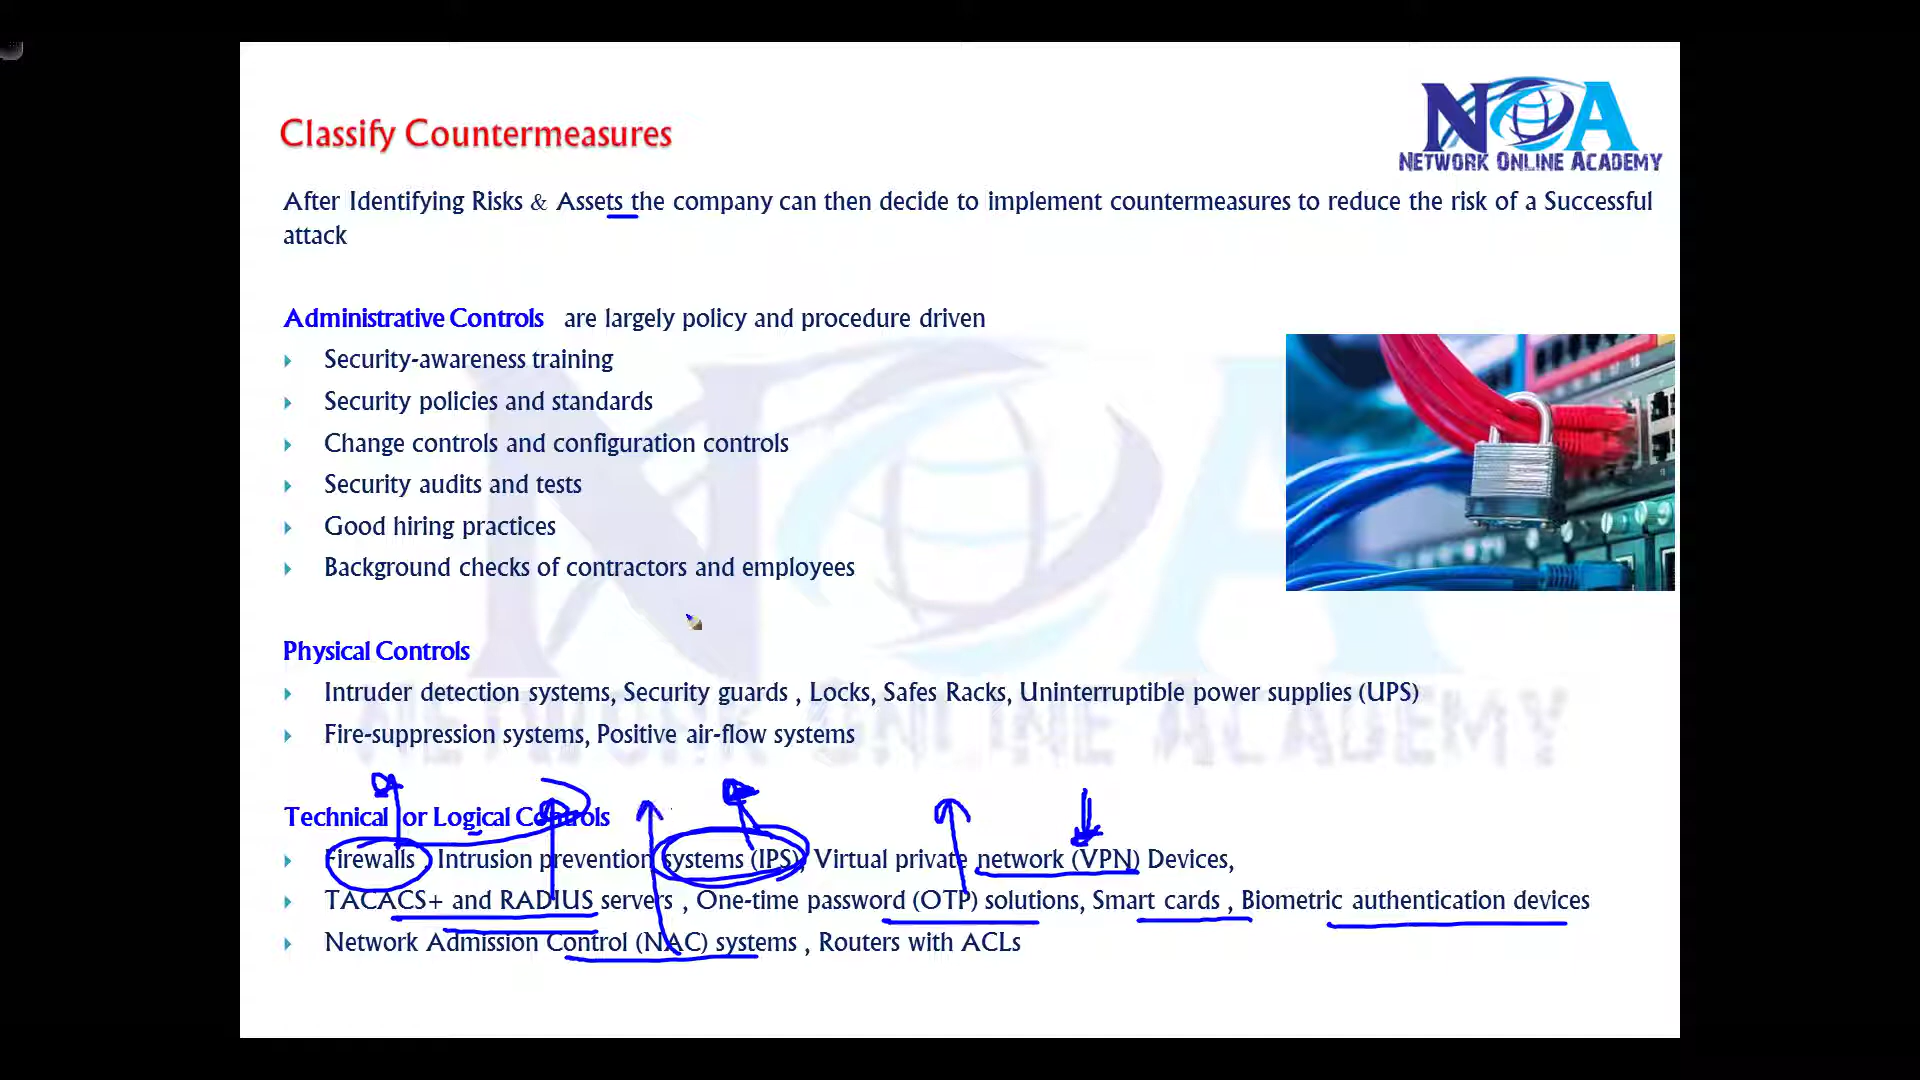 NOA
NETWORK ONLINE ACADEMY
Classify Countermeasures
After Identifying Risks & Assets the company can then decide to implement countermeasures to reduce the risk of a Successful
attack
Administrative Controls are largely policy and procedure driven
Security-awareness training
Security policies and standards
Change controls and configuration controls
Security audits and tests
Good hiring practices
Background checks of contractors and employees
Physical Controls
Intruder detection systems, Security guards , Locks, Safes Racks, Uninterruptible power supplies (UPS)
Fire-suppression systems, Positive air-flow systems
NETWORK ONLINE ACADEMY
Technical or Logical Controls
Firewalls , Intrusion prevention systems (IPS), Virtual private network (VPN) Devices,
TACACS+ and RADIUS servers , One-time password (OTP) solutions, Smart cards , Biometric authentication devices
Network Admission Control (NAC) systems , Routers with ACLs